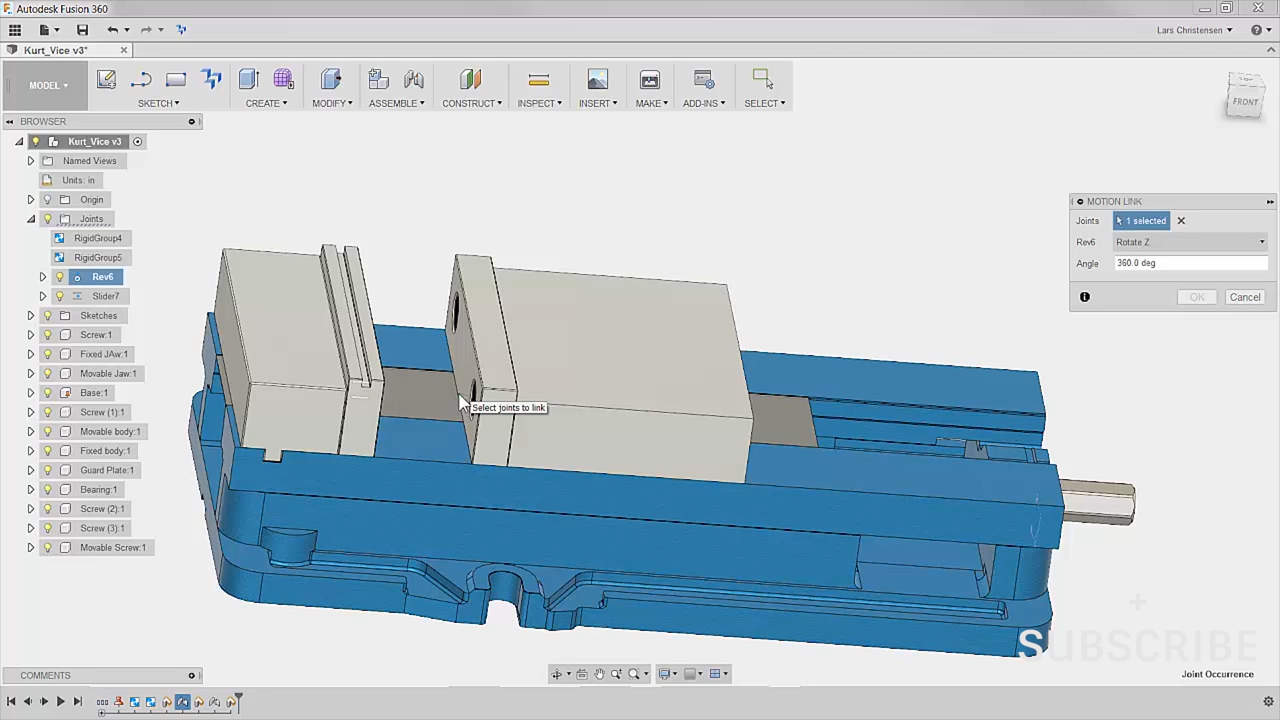 Autodesk Fusion 360
Lars Christensen
Kurt_Vice v3*
MODEL
SKETCH
CREATE
MODIFY
ASSEMBLE
CONSTRUCT
INSPECT
INSERT
MAKE
ADD-INS
SELECT
TOP
FRONT
BROWSER
Kurt_Vice v3
Named Views
Units: in
Origin
Joints
RigidGroup4
RigidGroup5
Rev6
Slider7
Sketches
Screw:1
Fixed JAw:1
Movable Jaw:1
Base:1
Screw (1):1
Movable body:1
Fixed body:1
Guard Plate:1
Bearing:1
Screw (2):1
Screw (3):1
Movable Screw:1
MOTION LINK
Joints 1 selected
Rev6 Rotate Z
Angle 360.0 deg
OK Cancel
Select joints to link
SUBSCRIBE
COMMENTS
Joint Occurrence